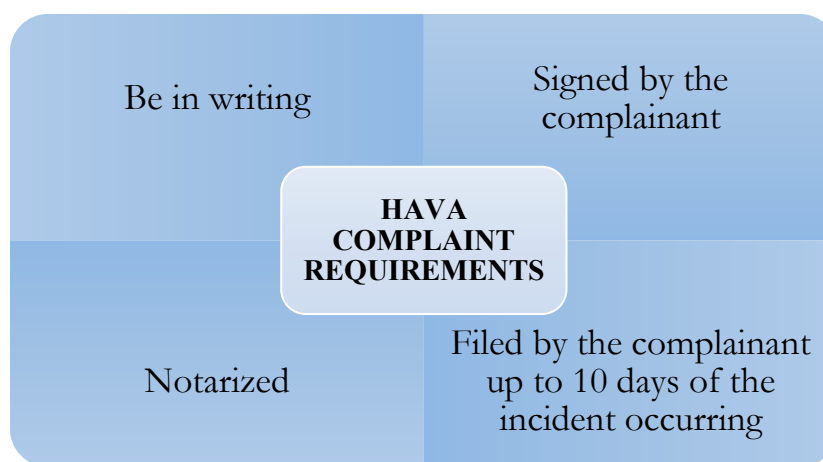 Be in writing
Signed by the
complainant
HAVA
COMPLAINT
REQUIREMENTS
Notarized
Filed by the complainant
up to 10 days of the
incident occurring